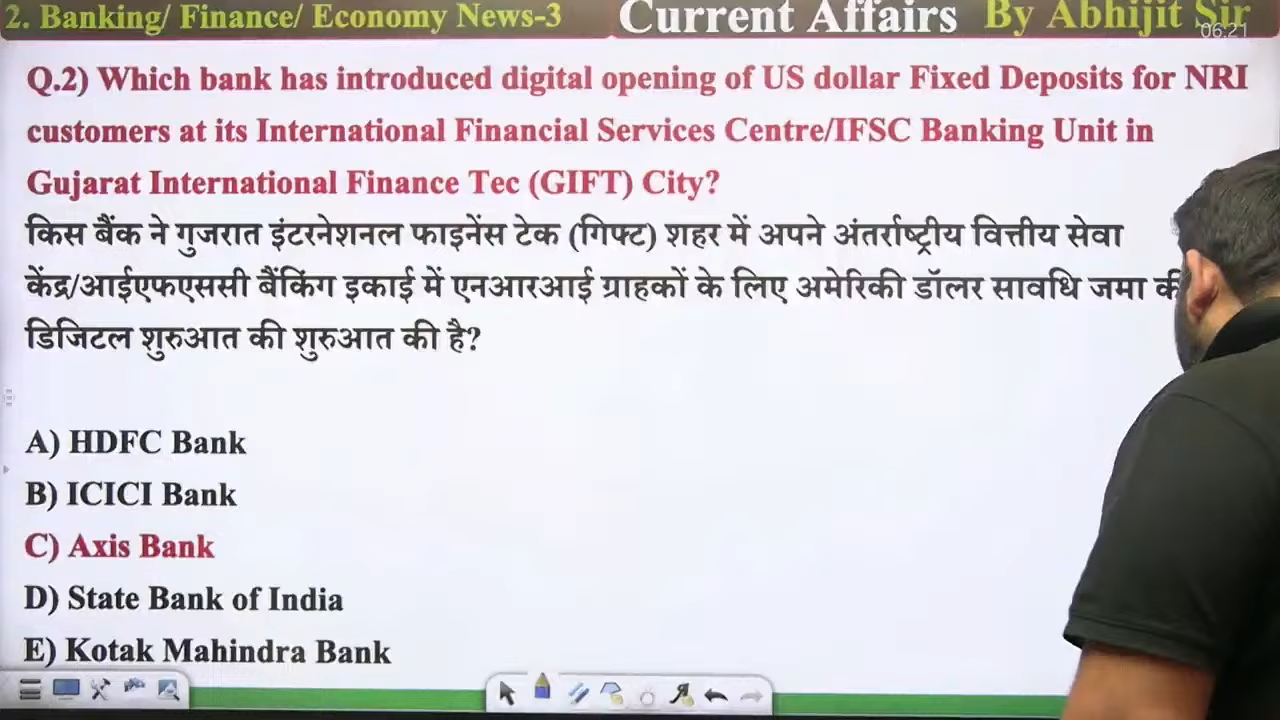 2. Banking/ Finance/ Economy News-3
Current Affairs By Abhijit Sir
06:21
Q.2) Which bank has introduced digital opening of US dollar Fixed Deposits for NRI
customers at its International Financial Services Centre/IFSC Banking Unit in
Gujarat International Finance Tec (GIFT) City?
किस बैंक ने गुजरात इंटरनेशनल फाइनेंस टेक (गिफ्ट) शहर में अपने अंतर्राष्ट्रीय वित्तीय सेवा
केंद्र/आईएफएससी बैंकिंग इकाई में एनआरआई ग्राहकों के लिए अमेरिकी डॉलर सावधि जमा की
डिजिटल शुरुआत की शुरुआत की है?
A) HDFC Bank
B) ICICI Bank
C) Axis Bank
D) State Bank of India
E) Kotak Mahindra Bank